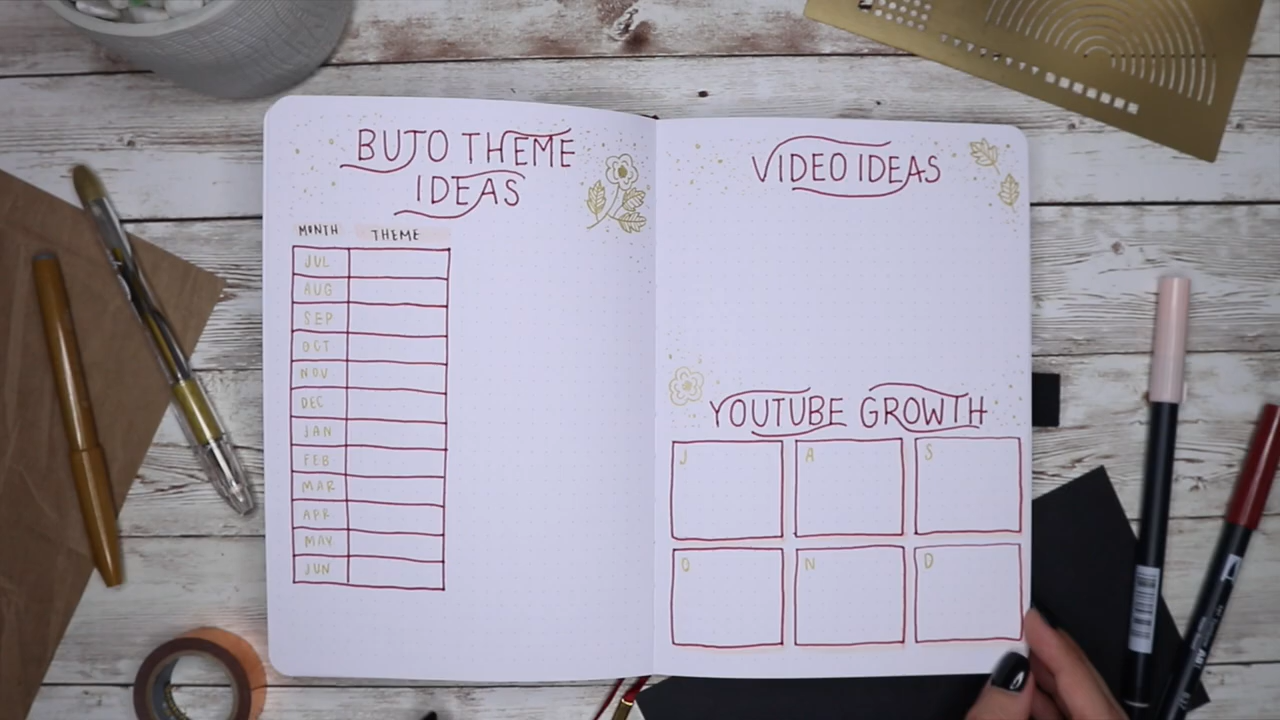 BUJO THEME
IDEAS
MONTH THEME
JUL
AUG
SEP
OCT
NOV
DEC
JAN
FEB
MAR
APR
MAY
JUN
VIDEO IDEAS
YOUTUBE GROWTH
J A S
O N D